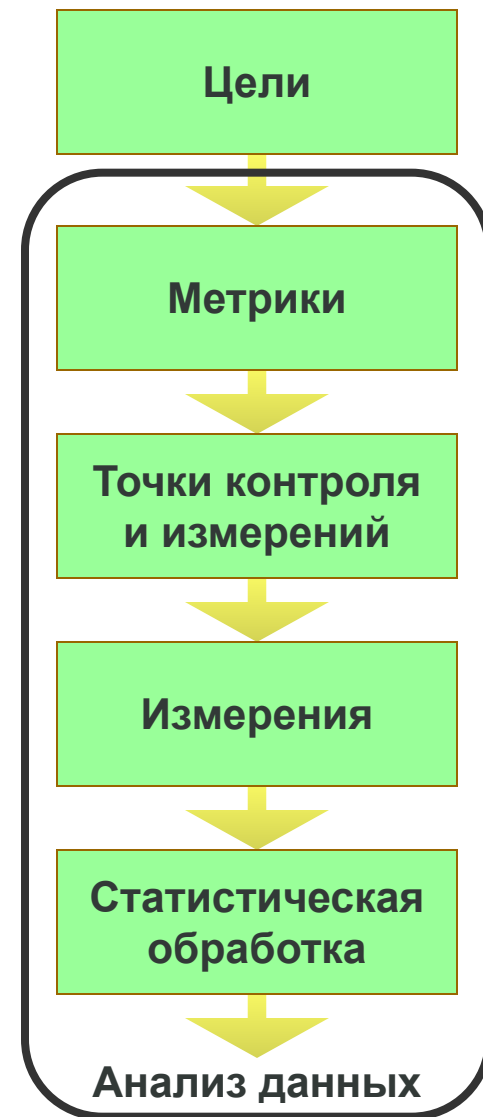 Цели
Метрики
Точки контроля
и измерений
Измерения
Статистическая
обработка
Анализ данных